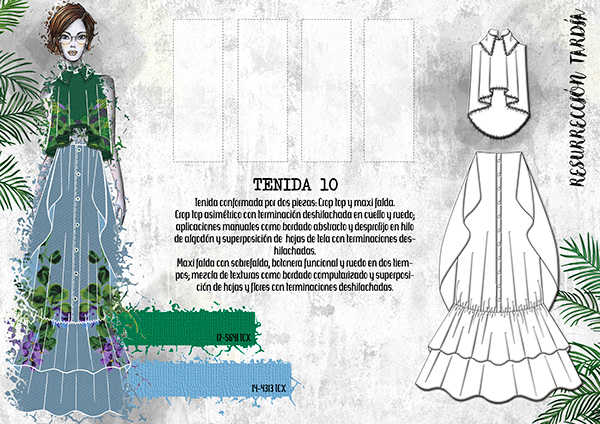 RESURRECCIÓN TARDÍA
TENIDA 10
Tenida conformada por dos piezas: Crop top y maxi falda.
Crop top asimétrico con terminación deshilachada en cuello y ruedo;
aplicaciones manuales como bordado abstracto y desprolijo en hilo
de algodón y superposición de hojas de tela con terminaciones des-
hilachadas.
Maxi falda con sobrefalda, botonera funcional y ruedo en dos tiem-
pos; mezcla de texturas como bordado computarizado y superposi-
ción de hojas y flores con terminaciones deshilachadas.
17-5641 TCX
14-4313 TCX